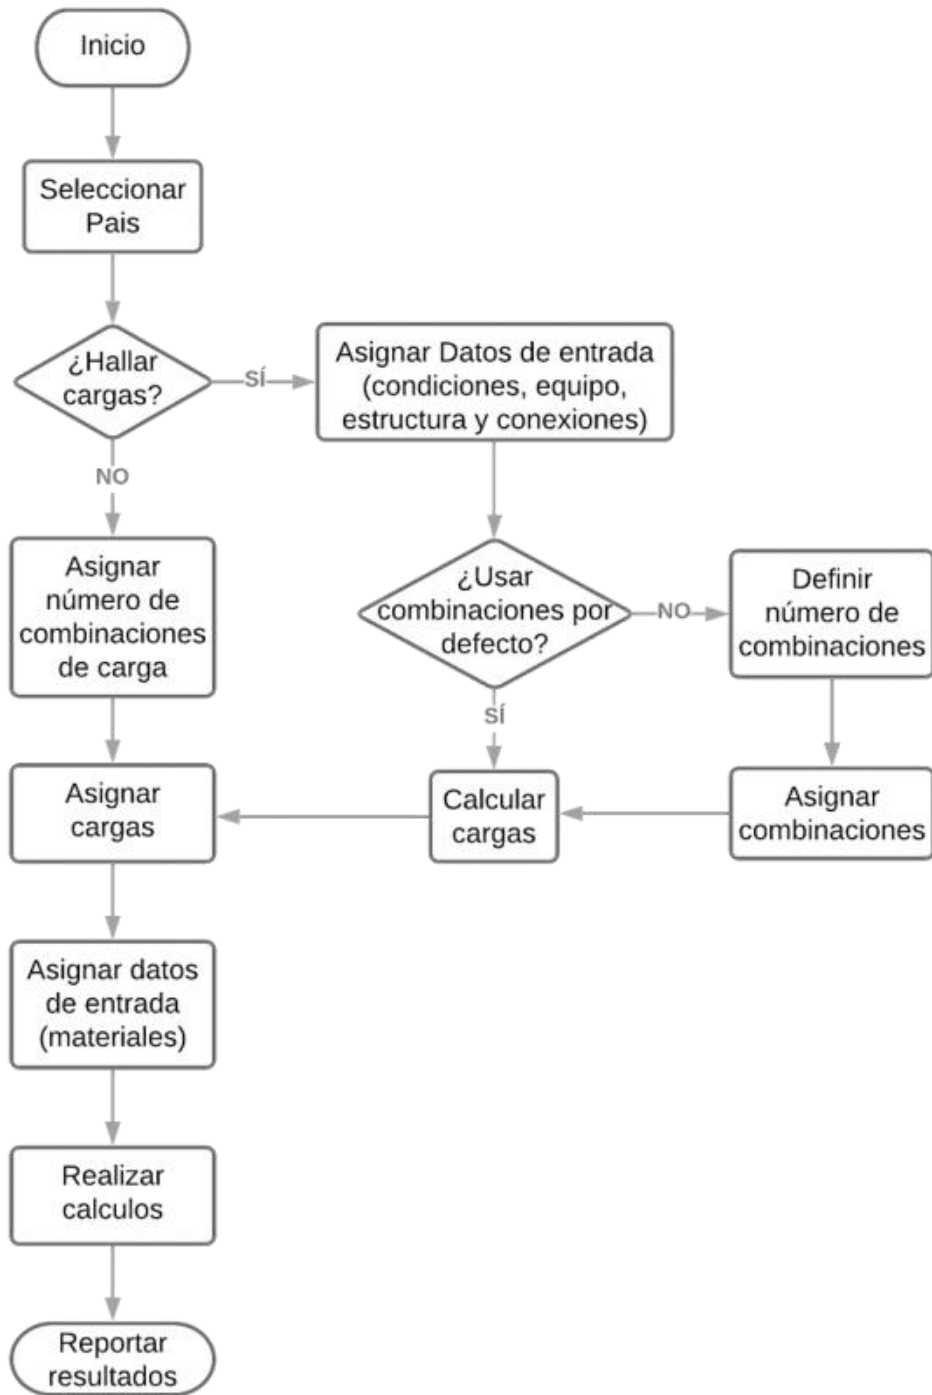 Inicio
Seleccionar
Pais
¿Hallar
cargas?
SÍ
Asignar Datos de entrada
(condiciones, equipo,
estructura y conexiones)
NO
Asignar
número de
combinaciones
de carga
¿Usar
combinaciones por
defecto?
NO
Definir
número de
combinaciones
SÍ
Asignar
cargas
Calcular
cargas
Asignar
combinaciones
Asignar datos
de entrada
(materiales)
Realizar
calculos
Reportar
resultados